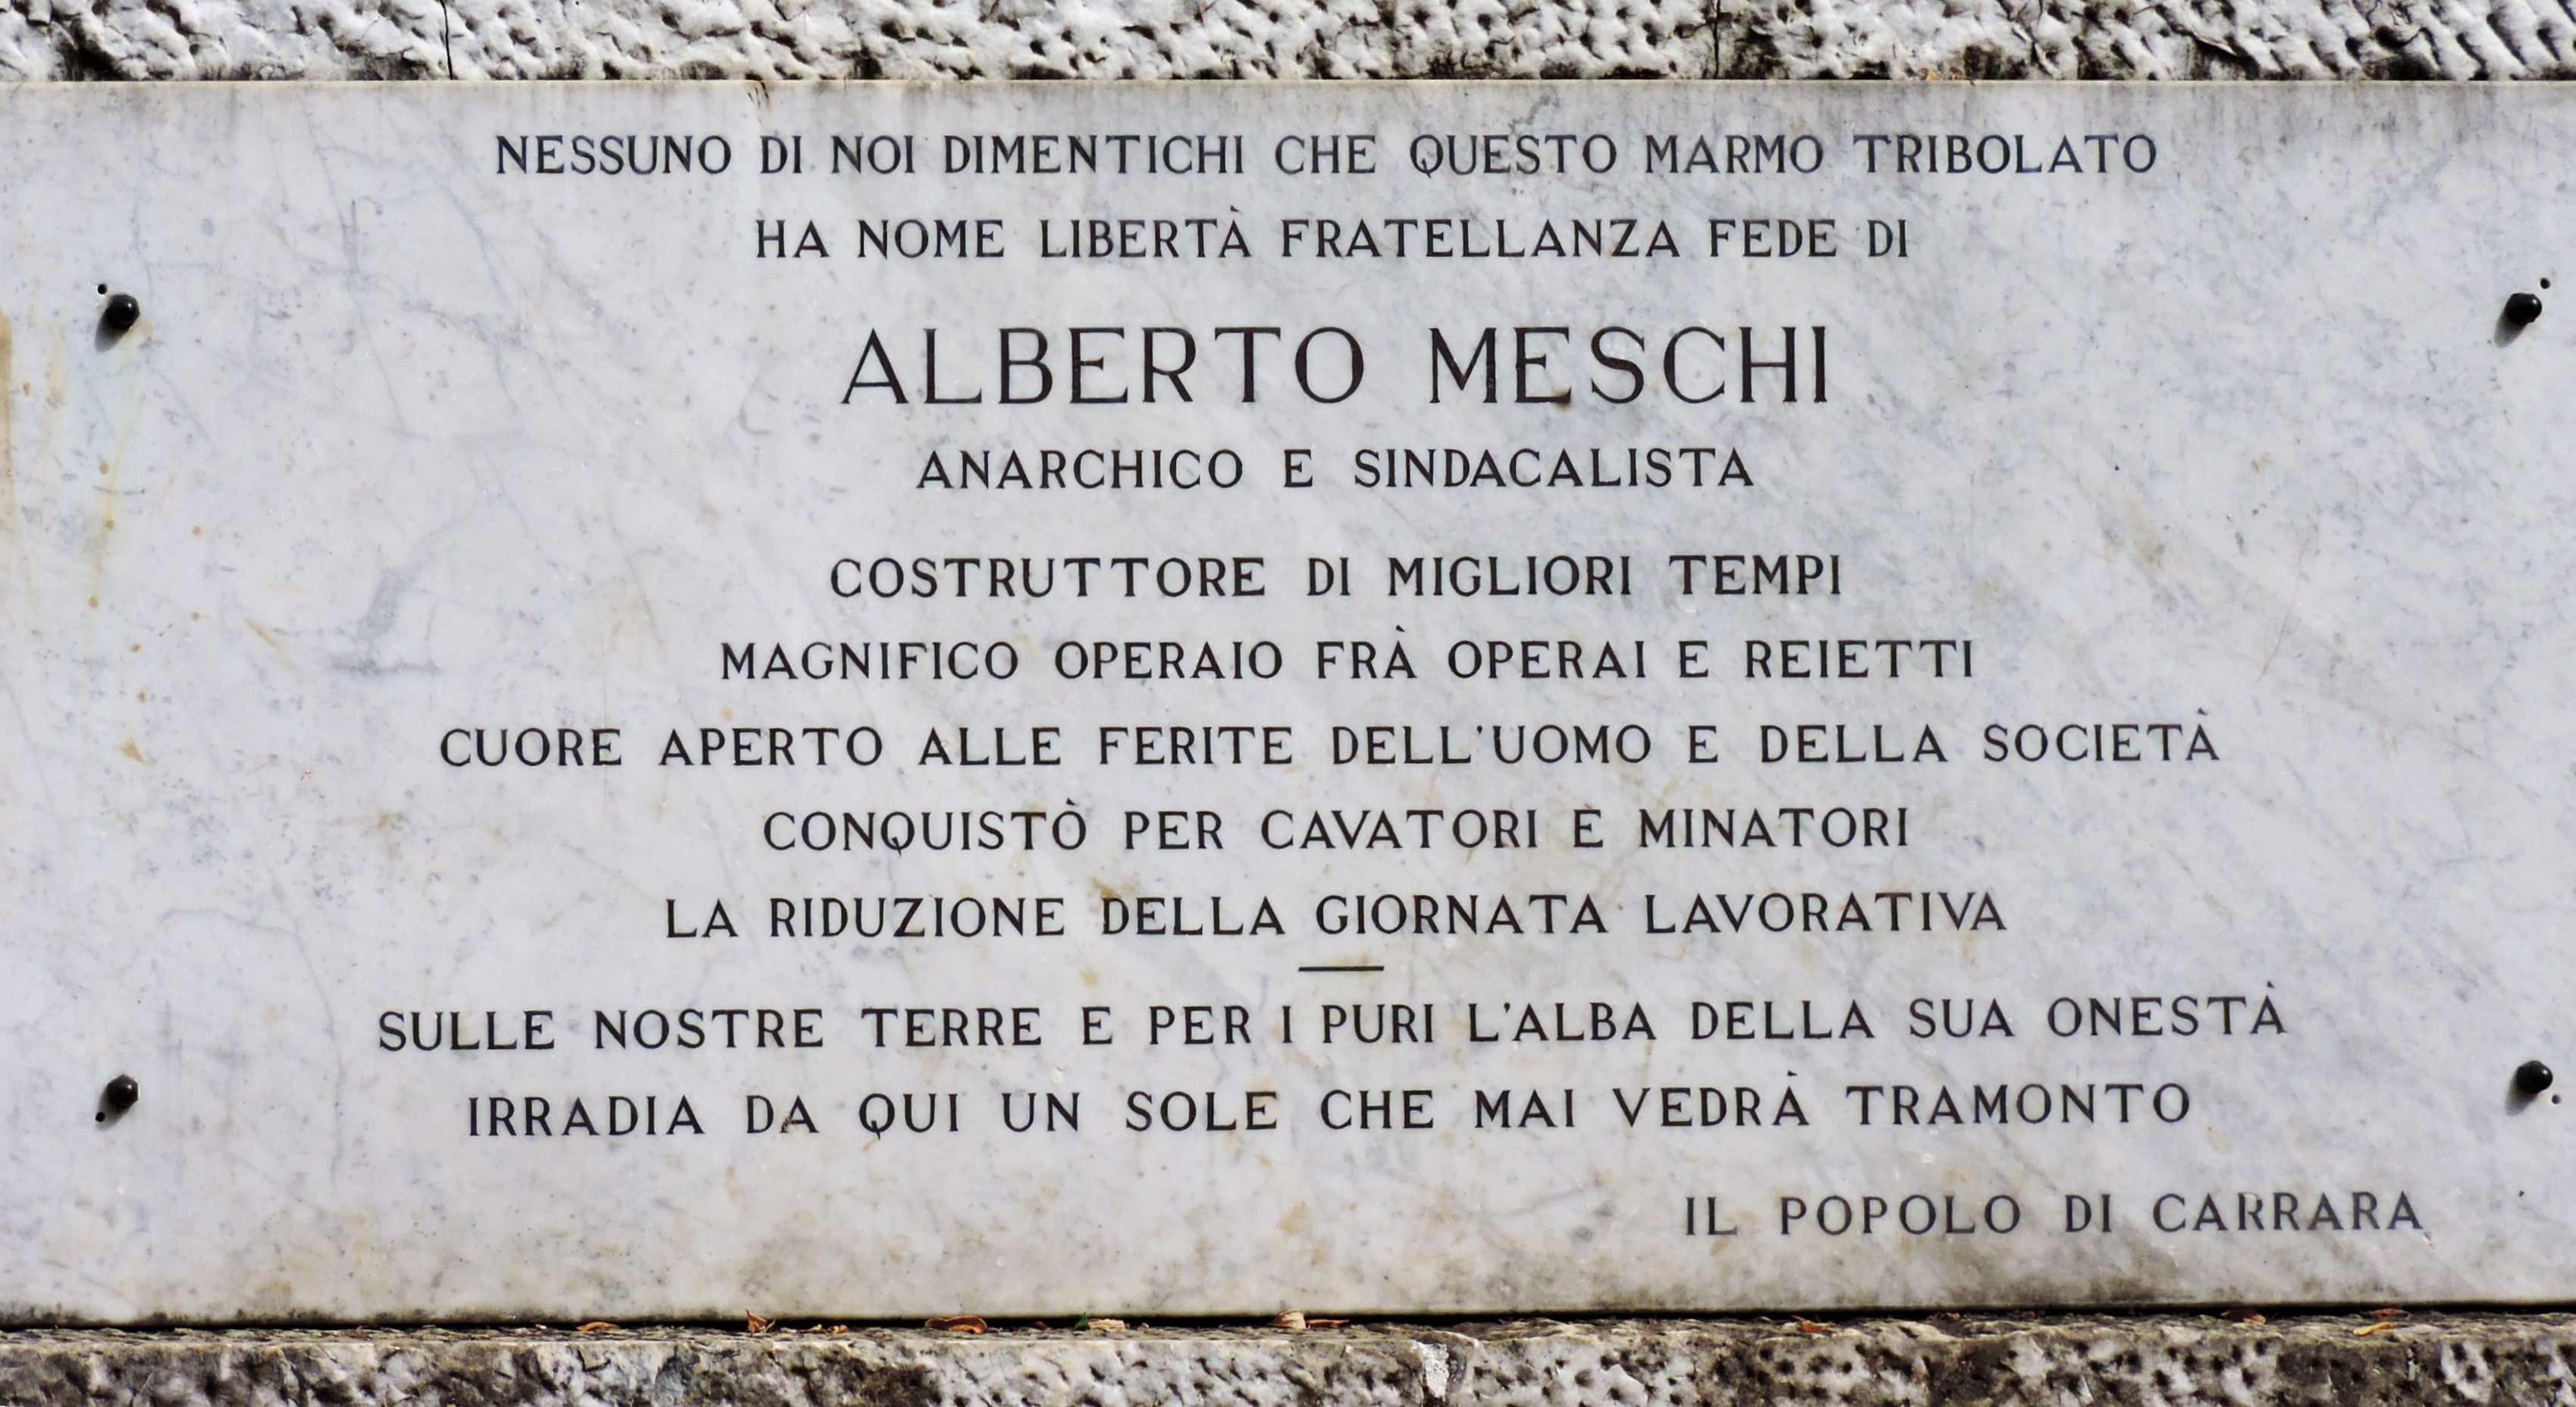 NESSUNO DI NOI DIMENTICHI CHE QUESTO MARMO TRIBOLATO
HA NOME LIBERTÀ FRATELLANZA FEDE DI
ALBERTO MESCHI
ANARCHICO E SINDACALISTA
COSTRUTTORE DI MIGLIORI TEMPI
MAGNIFICO OPERAIO FRÀ OPERAI E REIETTI
CUORE APERTO ALLE FERITE DELL'UOMO E DELLA SOCIETÀ
CONQUISTÒ PER CAVATORI E MINATORI
LA RIDUZIONE DELLA GIORNATA LAVORATIVA
SULLE NOSTRE TERRE E PER I PURI L'ALBA DELLA SUA ONESTÀ
IRRADIA DA QUI UN SOLE CHE MAI VEDRÀ TRAMONTO
IL POPOLO DI CARRARA